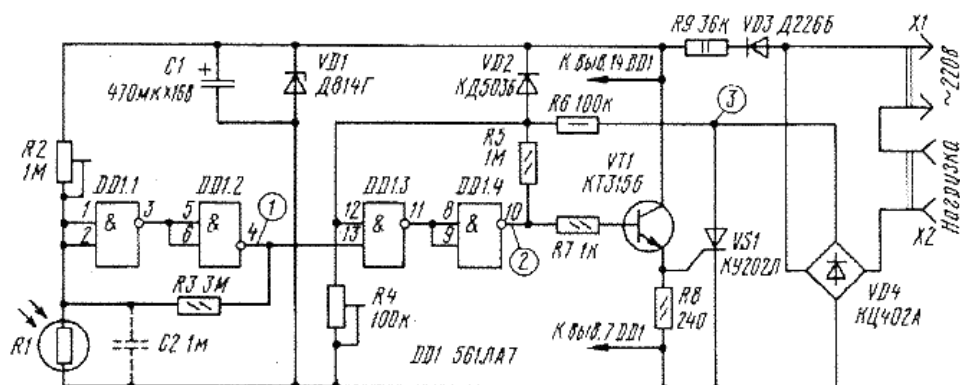 R9 36к VD3 Д226Б X1
C1
470мк×16В
+
VD1
Д814Г
VD2
КД503Б
К выв.14 DD1
R6 100к
3
~220В
R2
1М
R5
1М
VT1
КТ315Б
DD1.1
DD1.2
1
DD1.3
DD1.4
Нагрузка
1
2
&
3
5
6
&
4
12
13
&
11
8
9
&
10
2
R7 1к
VS1
КУ202Л
X2
R3 3М
R4
100к
R8
240
VD4
КЦ402А
R1
C2 1м
DD1 561ЛА7
К выв.7 DD1